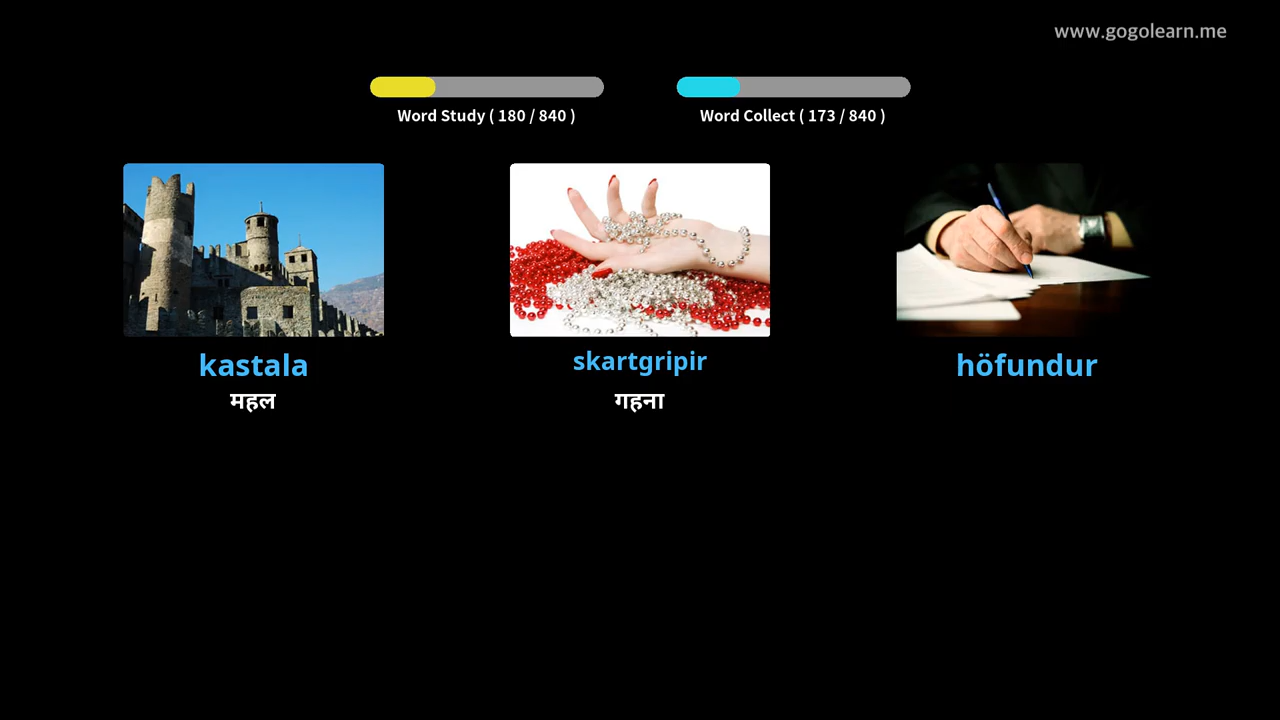 www.gogolearn.me
Word Study ( 180 / 840 )
Word Collect ( 173 / 840 )
kastala
महल
skartgripir
गहना
höfundur